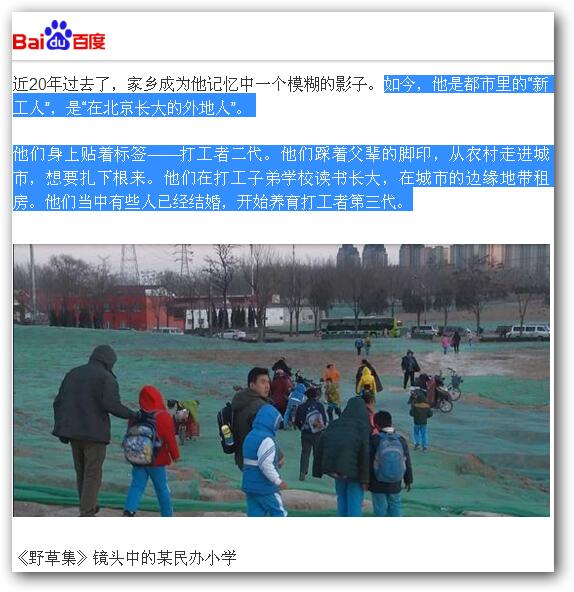 Bai du 百度
近20年过去了，家乡成为他记忆中一个模糊的影子。如今，他是都市里的“新
工人”，是“在北京长大的外地人”。
他们身上贴着标签——打工者二代。他们踩着父辈的脚印，从农村走进城
市，想要扎下根来。他们在打工子弟学校读书长大，在城市的边缘地带租
房。他们当中有些人已经结婚，开始养育打工者第三代。
《野草集》镜头中的某民办小学